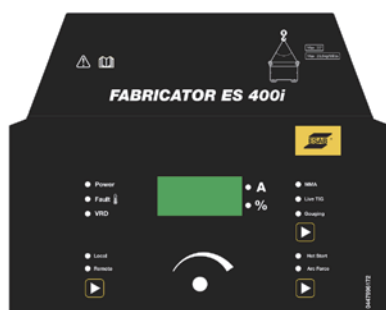 FABRICATOR ES 400i
ESAB
Power
Fault
VRD
A
%
MMA
Live TIG
Gouging
Local
Remote
Hot Start
Arc Force